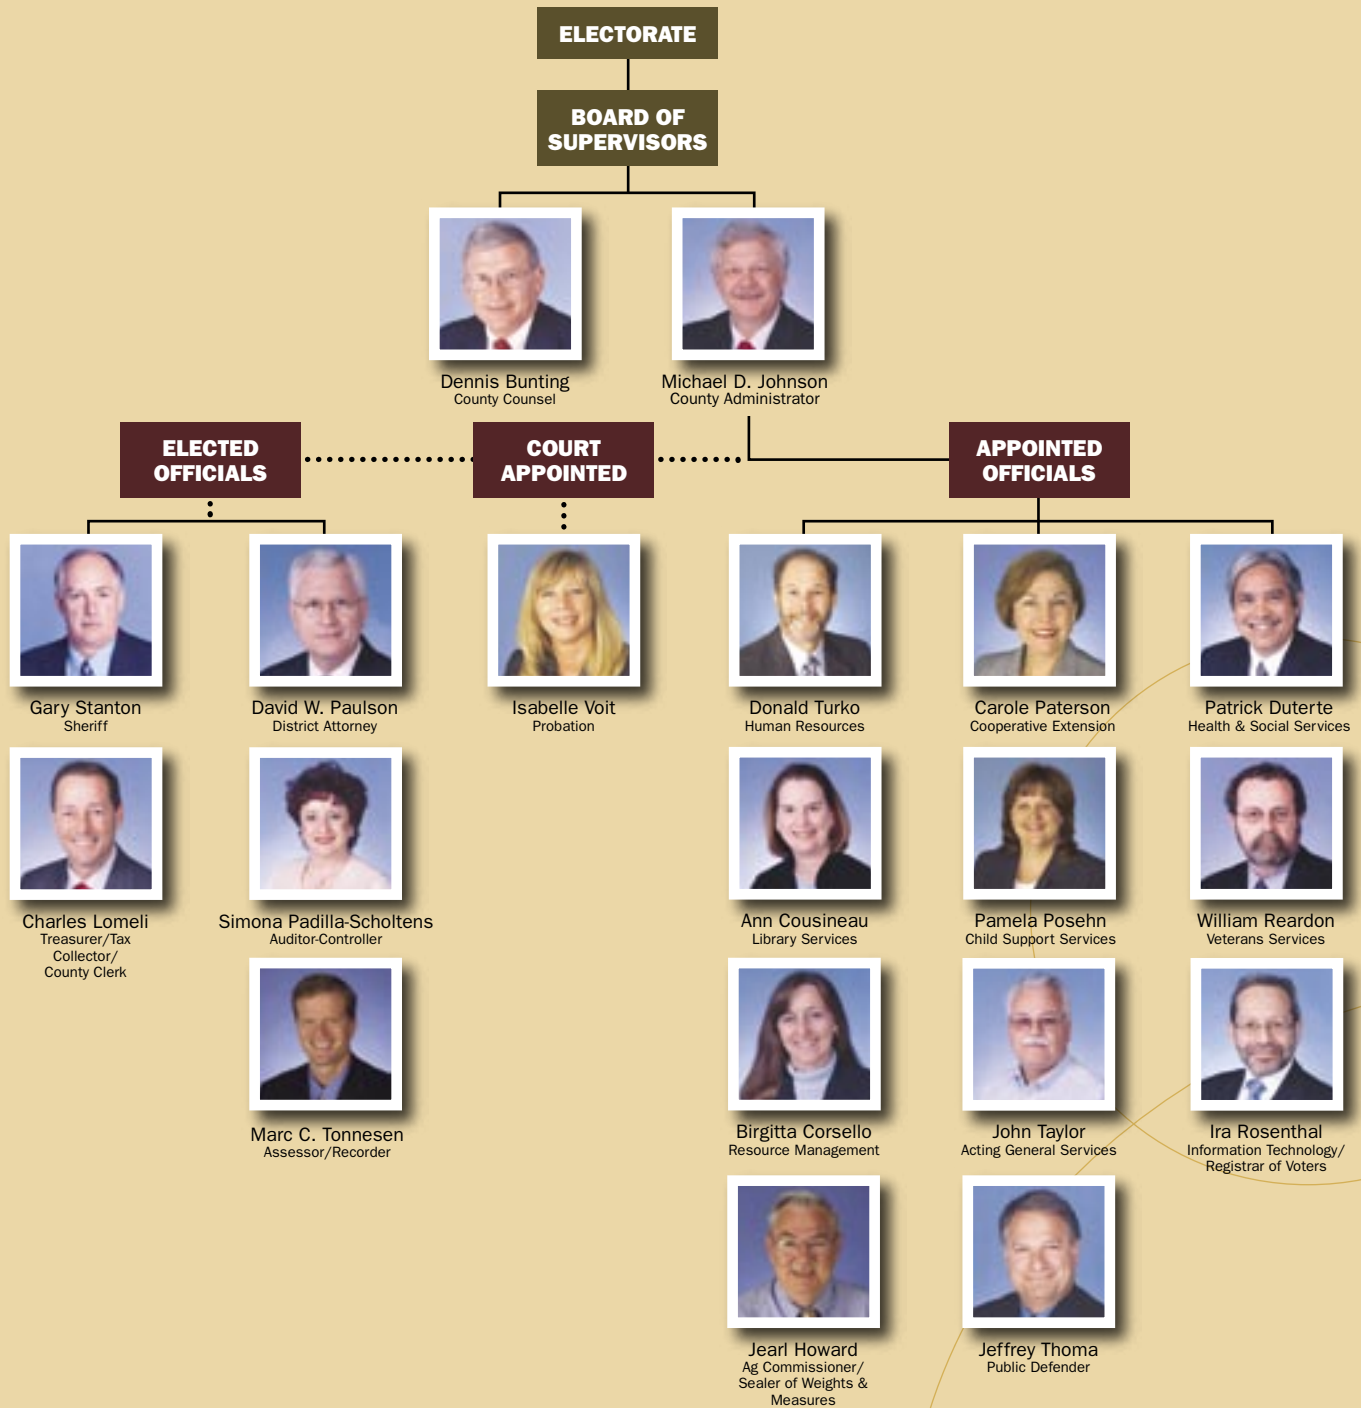 ELECTORATE
BOARD OF
SUPERVISORS
Dennis Bunting
County Counsel
Michael D. Johnson
County Administrator
ELECTED
OFFICIALS
COURT
APPOINTED
APPOINTED
OFFICIALS
Gary Stanton
Sheriff
David W. Paulson
District Attorney
Isabelle Voit
Probation
Donald Turko
Human Resources
Carole Paterson
Cooperative Extension
Patrick Duterte
Health & Social Services
Charles Lomeli
Treasurer/Tax
Collector/
County Clerk
Simona Padilla-Scholtens
Auditor-Controller
Ann Cousineau
Library Services
Pamela Posehn
Child Support Services
William Reardon
Veterans Services
Marc C. Tonnesen
Assessor/Recorder
Birgitta Corsello
Resource Management
John Taylor
Acting General Services
Ira Rosenthal
Information Technology/
Registrar of Voters
Jearl Howard
Ag Commissioner/
Sealer of Weights &
Measures
Jeffrey Thoma
Public Defender